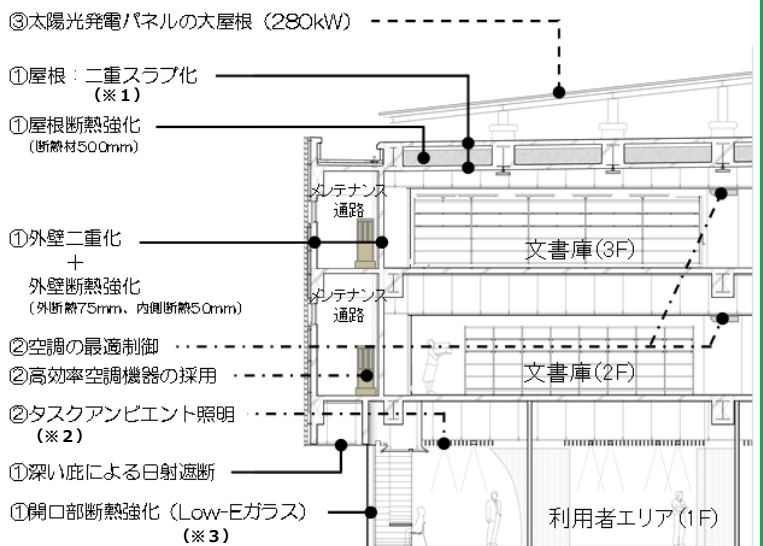 ③太陽光発電パネルの大屋根（280kW）
①屋根：二重スラブ化
（※１）
①屋根断熱強化
（断熱材500mm）
メンテナンス
通路
①外壁二重化
＋
外壁断熱強化
（外断熱75mm、内側断熱50mm）
文書庫(3F)
メンテナンス
通路
②空調の最適制御
②高効率空調機器の採用
文書庫(2F)
②タスクアンビエント照明
（※２）
①深い庇による日射遮断
①開口部断熱強化（Low-Eガラス）
（※３）
利用者エリア(1F)